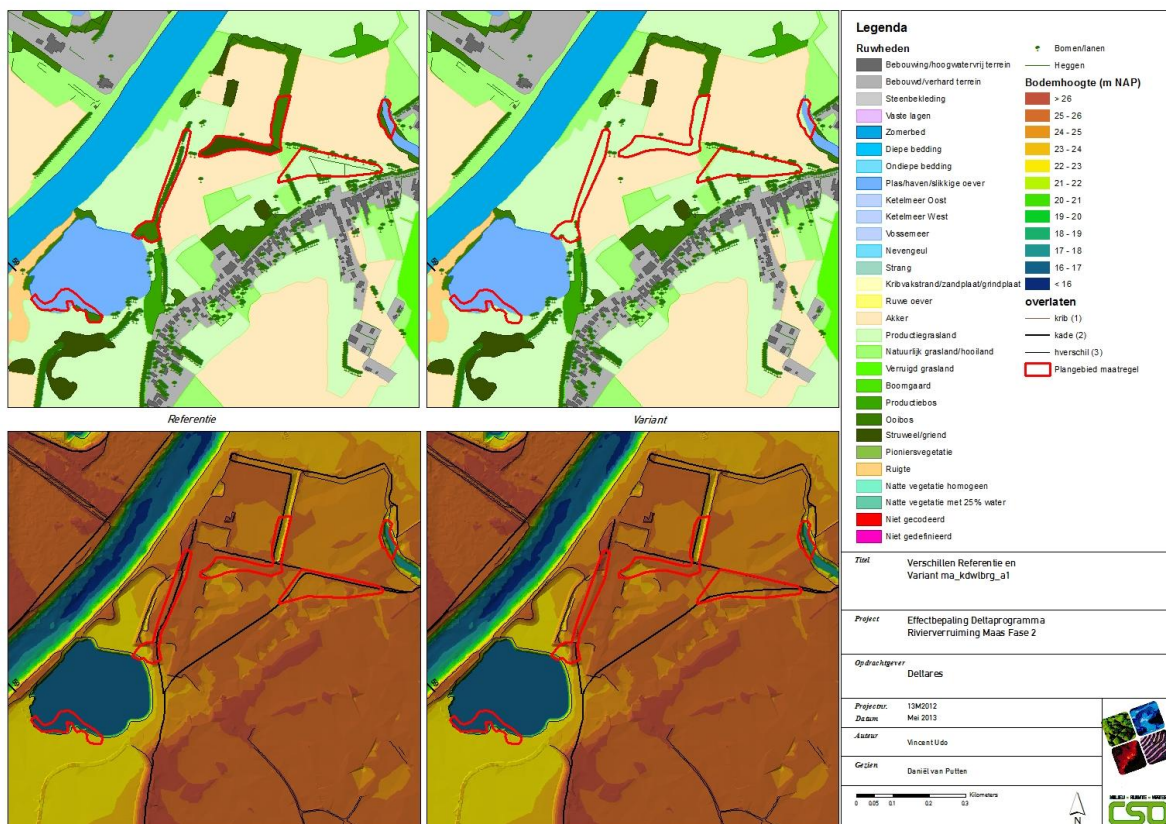 Legenda
Ruwheden
Bebouwing/hoogwatervrij terrein
Bebouwd/verhard terrein
Steenbekleding
Vaste lagen
Zomerbed
Diepe bedding
Ondiepe bedding
Plas/haven/slikkige oever
Ketelmeer Oost
Ketelmeer West
Vossemeer
Nevengeul
Strang
Kribvakstrand/zandplaat/grindplaat
Ruwe oever
Akker
Productiegrasland
Natuurlijk grasland/hooiland
Verruigd grasland
Boomgaard
Productiebos
Ooibos
Struweel/griend
Pioniersvegetatie
Ruigte
Natte vegetatie homogeen
Natte vegetatie met 25% water
Niet gecodeerd
Niet gedefinieerd
Bomen/lanen
Heggen
Bodemhoogte (m NAP)
> 26
25 - 26
24 - 25
23 - 24
22 - 23
21 - 22
20 - 21
19 - 20
18 - 19
17 - 18
16 - 17
< 16
overlaten
krib (1)
kade (2)
hverschil (3)
Plangebied maatregel
Referentie
Variant
Titel
Verschillen Referentie en
Variant ma_kdwlbrg_a1
Project
Effectbepaling Deltaprogramma
Rivierverruiming Maas Fase 2
Opdrachtgever
Deltares
Projectnr. 13M2012
Datum Mei 2013
Auteur
Vincent Udo
Gezien
Daniël van Putten
Kilometers
0 0.05 0.1 0.2 0.3
N
CSO